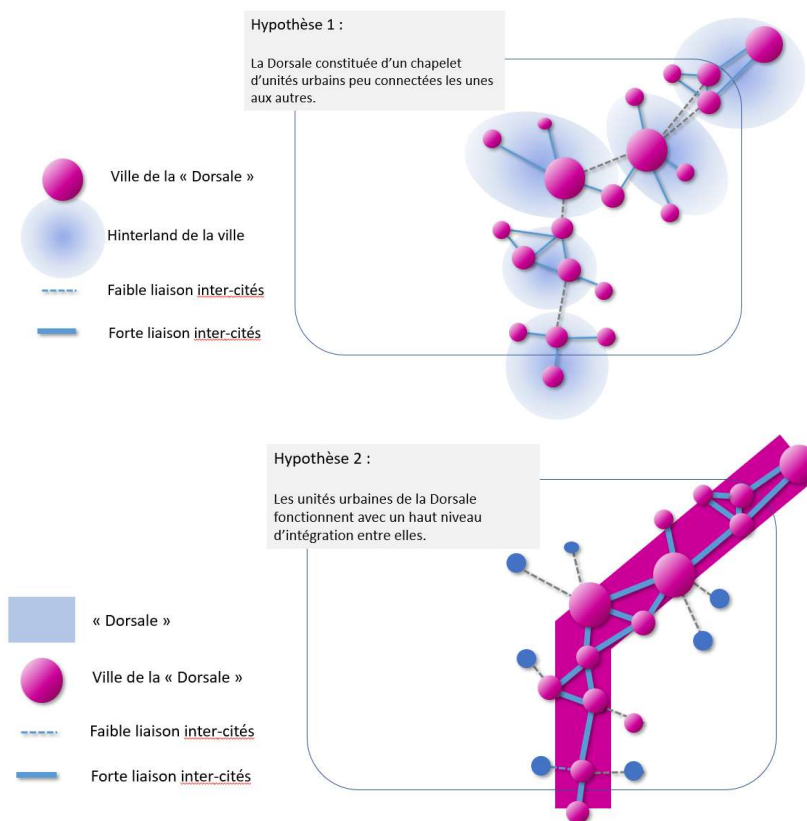 Hypothèse 1 :
La Dorsale constituée d'un chapelet
d'unités urbains peu connectées les unes
aux autres.
Ville de la « Dorsale »
Hinterland de la ville
Faible liaison inter-cités
Forte liaison inter-cités
Hypothèse 2 :
Les unités urbaines de la Dorsale
fonctionnent avec un haut niveau
d'intégration entre elles.
« Dorsale »
Ville de la « Dorsale »
Faible liaison inter-cités
Forte liaison inter-cités